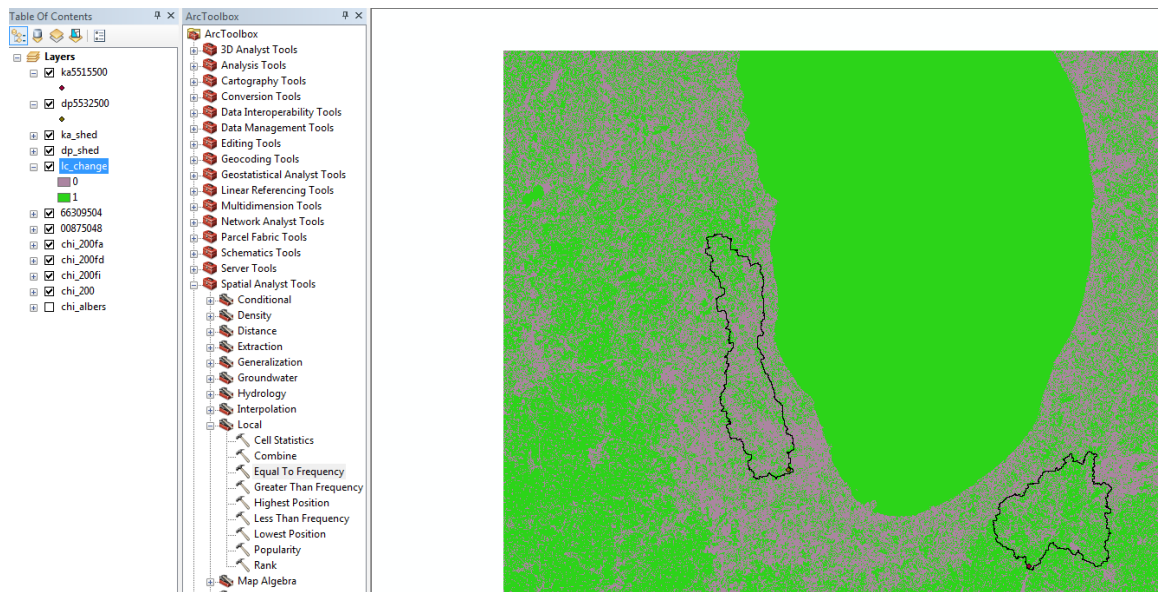 Table Of Contents
Layers
ka5515500
dp5532500
ka_shed
dp_shed
lc_change
0
1
66309504
00875048
chi_200fa
chi_200fd
chi_200fi
chi_200
chi_albers
ArcToolbox
ArcToolbox
3D Analyst Tools
Analysis Tools
Cartography Tools
Conversion Tools
Data Interoperability Tools
Data Management Tools
Editing Tools
Geocoding Tools
Geostatistical Analyst Tools
Linear Referencing Tools
Multidimension Tools
Network Analyst Tools
Parcel Fabric Tools
Schematics Tools
Server Tools
Spatial Analyst Tools
Conditional
Density
Distance
Extraction
Generalization
Groundwater
Hydrology
Interpolation
Local
Cell Statistics
Combine
Equal To Frequency
Greater Than Frequency
Highest Position
Less Than Frequency
Lowest Position
Popularity
Rank
Map Algebra